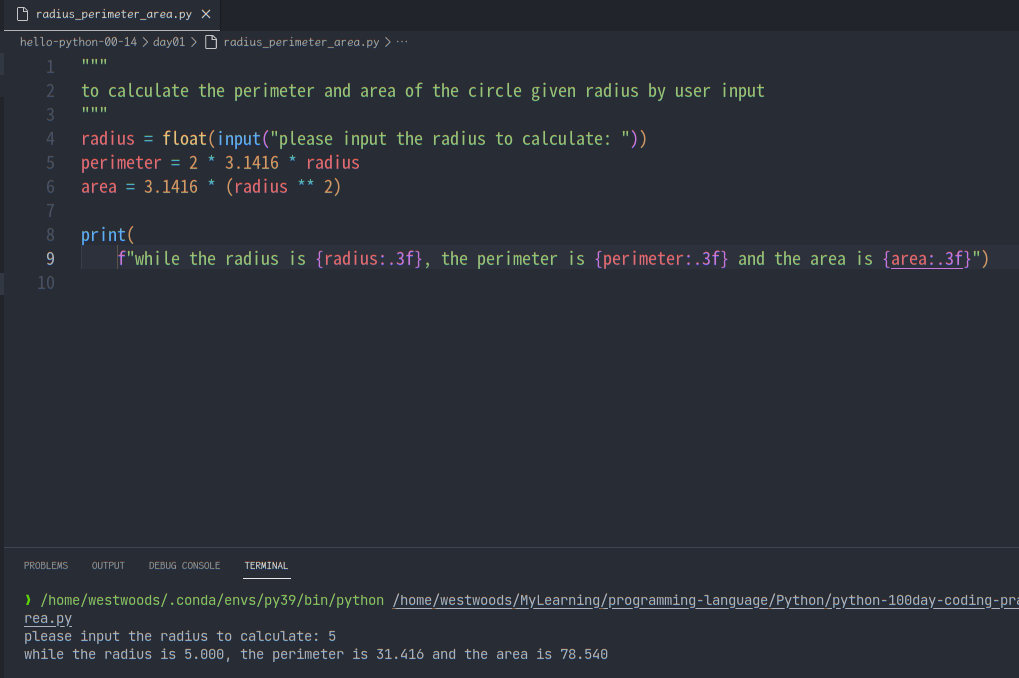 radius_perimeter_area.py ×
hello-python-00-14 > day01 > radius_perimeter_area.py > ...
1 """
2 to calculate the perimeter and area of the circle given radius by user input
3 """
4 radius = float(input("please input the radius to calculate: "))
5 perimeter = 2 * 3.1416 * radius
6 area = 3.1416 * (radius ** 2)
7
8 print(
9 f"while the radius is {radius:.3f}, the perimeter is {perimeter:.3f} and the area is {area:.3f}")
10
PROBLEMS OUTPUT DEBUG CONSOLE TERMINAL
❯ /home/westwoods/.conda/envs/py39/bin/python /home/westwoods/MyLearning/programming-language/Python/python-100day-coding-pra
rea.py
please input the radius to calculate: 5
while the radius is 5.000, the perimeter is 31.416 and the area is 78.540